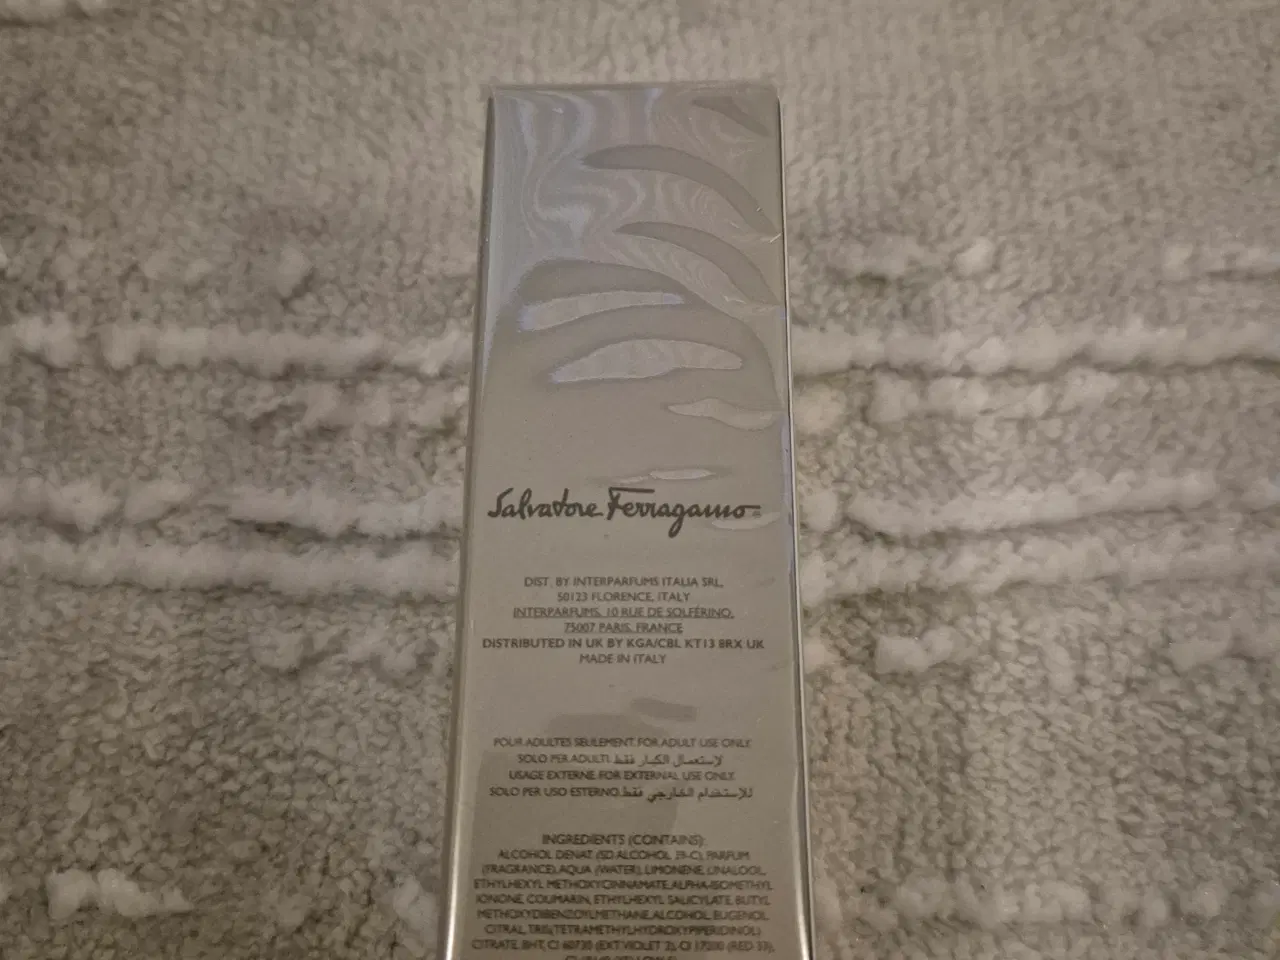 Salvatore Ferragamo
DIST. BY INTERPARFUMS ITALIA SRL,
50123 FLORENCE, ITALY
INTERPARFUMS, 10 RUE DE SOLFÉRINO,
75007 PARIS, FRANCE
DISTRIBUTED IN UK BY KGA/CBL KT13 8RX UK
MADE IN ITALY
POUR ADULTES SEULEMENT. FOR ADULT USE ONLY.
SOLO PER ADULTI. لاستعمال الكبار فقط
USAGE EXTERNE. FOR EXTERNAL USE ONLY.
SOLO PER USO ESTERNO. للاستخدام الخارجي فقط
INGREDIENTS (CONTAINS):
ALCOHOL DENAT. (SD ALCOHOL 39-C), PARFUM
(FRAGRANCE), AQUA (WATER), LIMONENE, LINALOOL,
ETHYLHEXYL METHOXYCINNAMATE, ALPHA-ISOMETHYL
IONONE, COUMARIN, ETHYLHEXYL SALICYLATE, BUTYL
METHOXYDIBENZOYLMETHANE, ALCOHOL, EUGENOL,
CITRAL, TRIS(TETRAMETHYLHYDROXYPIPERIDINOL)
CITRATE, BHT, CI 60730 (EXT. VIOLET 2), CI 17200 (RED 33),